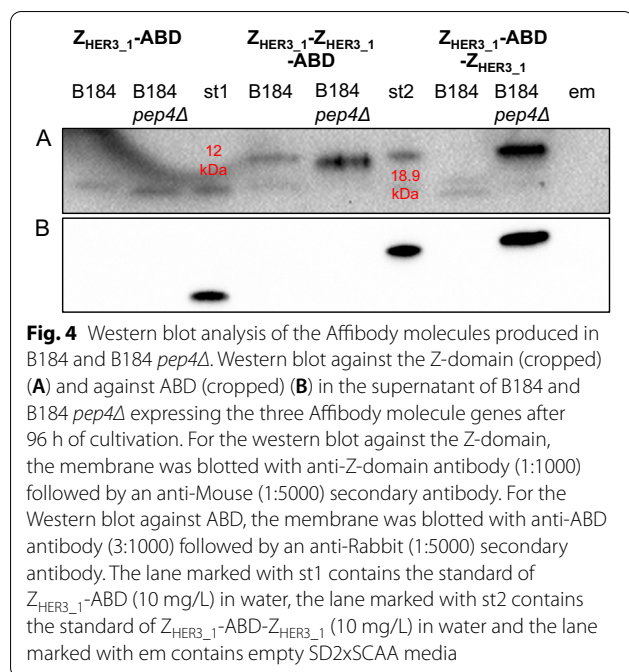 Z_HER3_1-ABD Z_HER3_1-Z_HER3_1 Z_HER3_1-ABD
-ABD -Z_HER3_1
B184 B184 st1 B184 B184 st2 B184 B184 em
pep4Δ pep4Δ pep4Δ
A
12
kDa
18.9
kDa
B
Fig. 4 Western blot analysis of the Affibody molecules produced in
B184 and B184 pep4Δ. Western blot against the Z-domain (cropped)
(A) and against ABD (cropped) (B) in the supernatant of B184 and
B184 pep4Δ expressing the three Affibody molecule genes after
96 h of cultivation. For the western blot against the Z-domain,
the membrane was blotted with anti-Z-domain antibody (1:1000)
followed by an anti-Mouse (1:5000) secondary antibody. For the
Western blot against ABD, the membrane was blotted with anti-ABD
antibody (3:1000) followed by an anti-Rabbit (1:5000) secondary
antibody. The lane marked with st1 contains the standard of
Z_HER3_1-ABD (10 mg/L) in water, the lane marked with st2 contains
the standard of Z_HER3_1-ABD-Z_HER3_1 (10 mg/L) in water and the lane
marked with em contains empty SD2xSCAA media